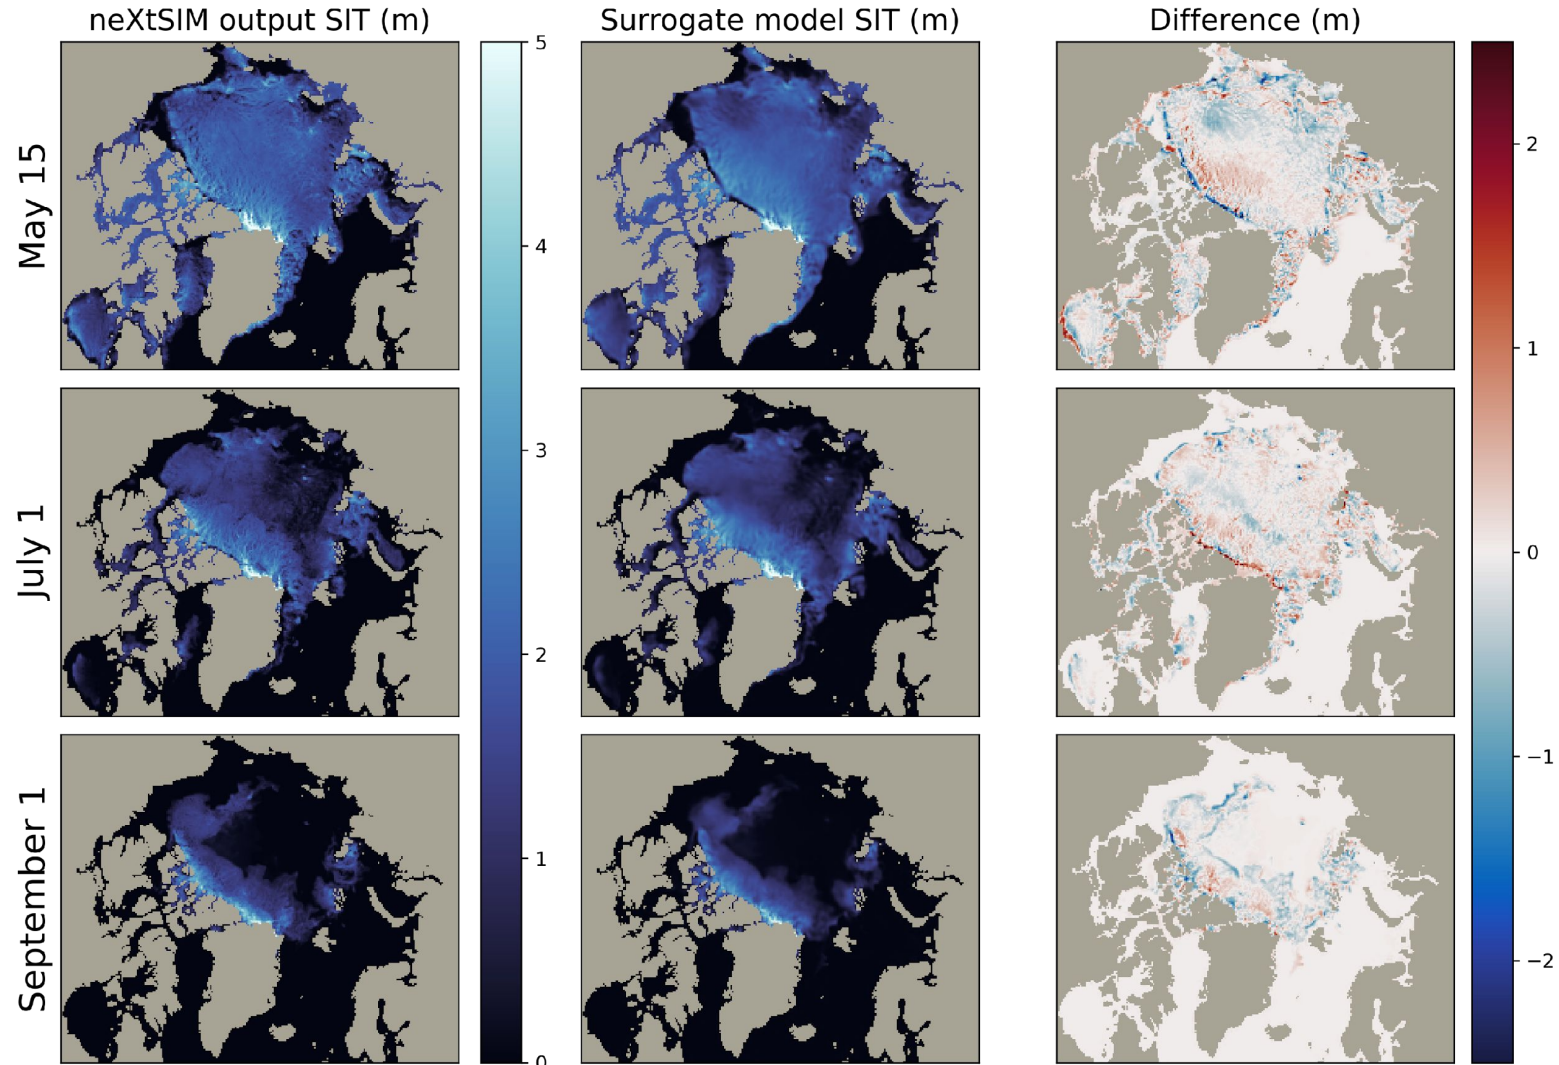 neXtSIM output SIT (m)
Surrogate model SIT (m)
Difference (m)
May 15
July 1
September 1
5
4
3
2
1
0
2
1
0
−1
−2